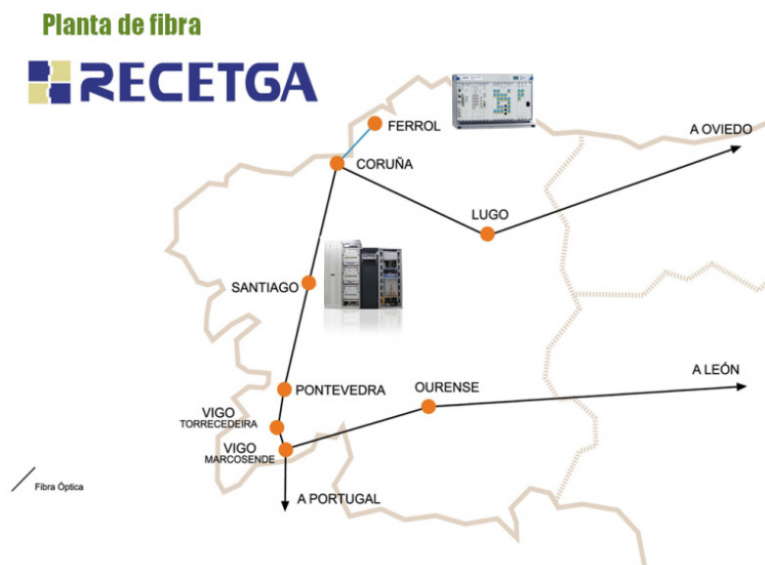 Planta de fibra
RECETGA
FERROL
A OVIEDO
CORUÑA
LUGO
SANTIAGO
A LEÓN
PONTEVEDRA
OURENSE
VIGO
TORRECEDEIRA
VIGO
MARCOSENDE
Fibra Óptica
A PORTUGAL